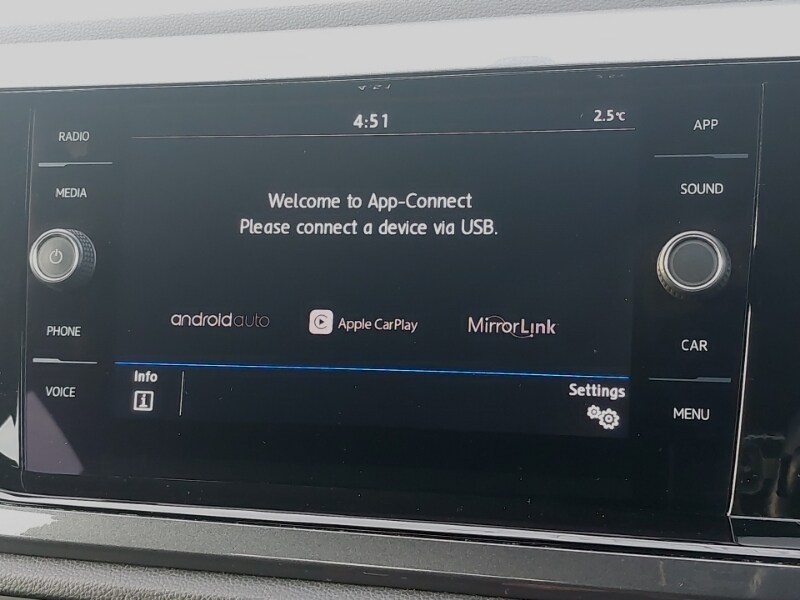 4:51
2.5°C
RADIO
MEDIA
PHONE
VOICE
Welcome to App-Connect
Please connect a device via USB.
androidauto
Apple CarPlay
MirrorLink
Info
i
Settings
APP
SOUND
CAR
MENU